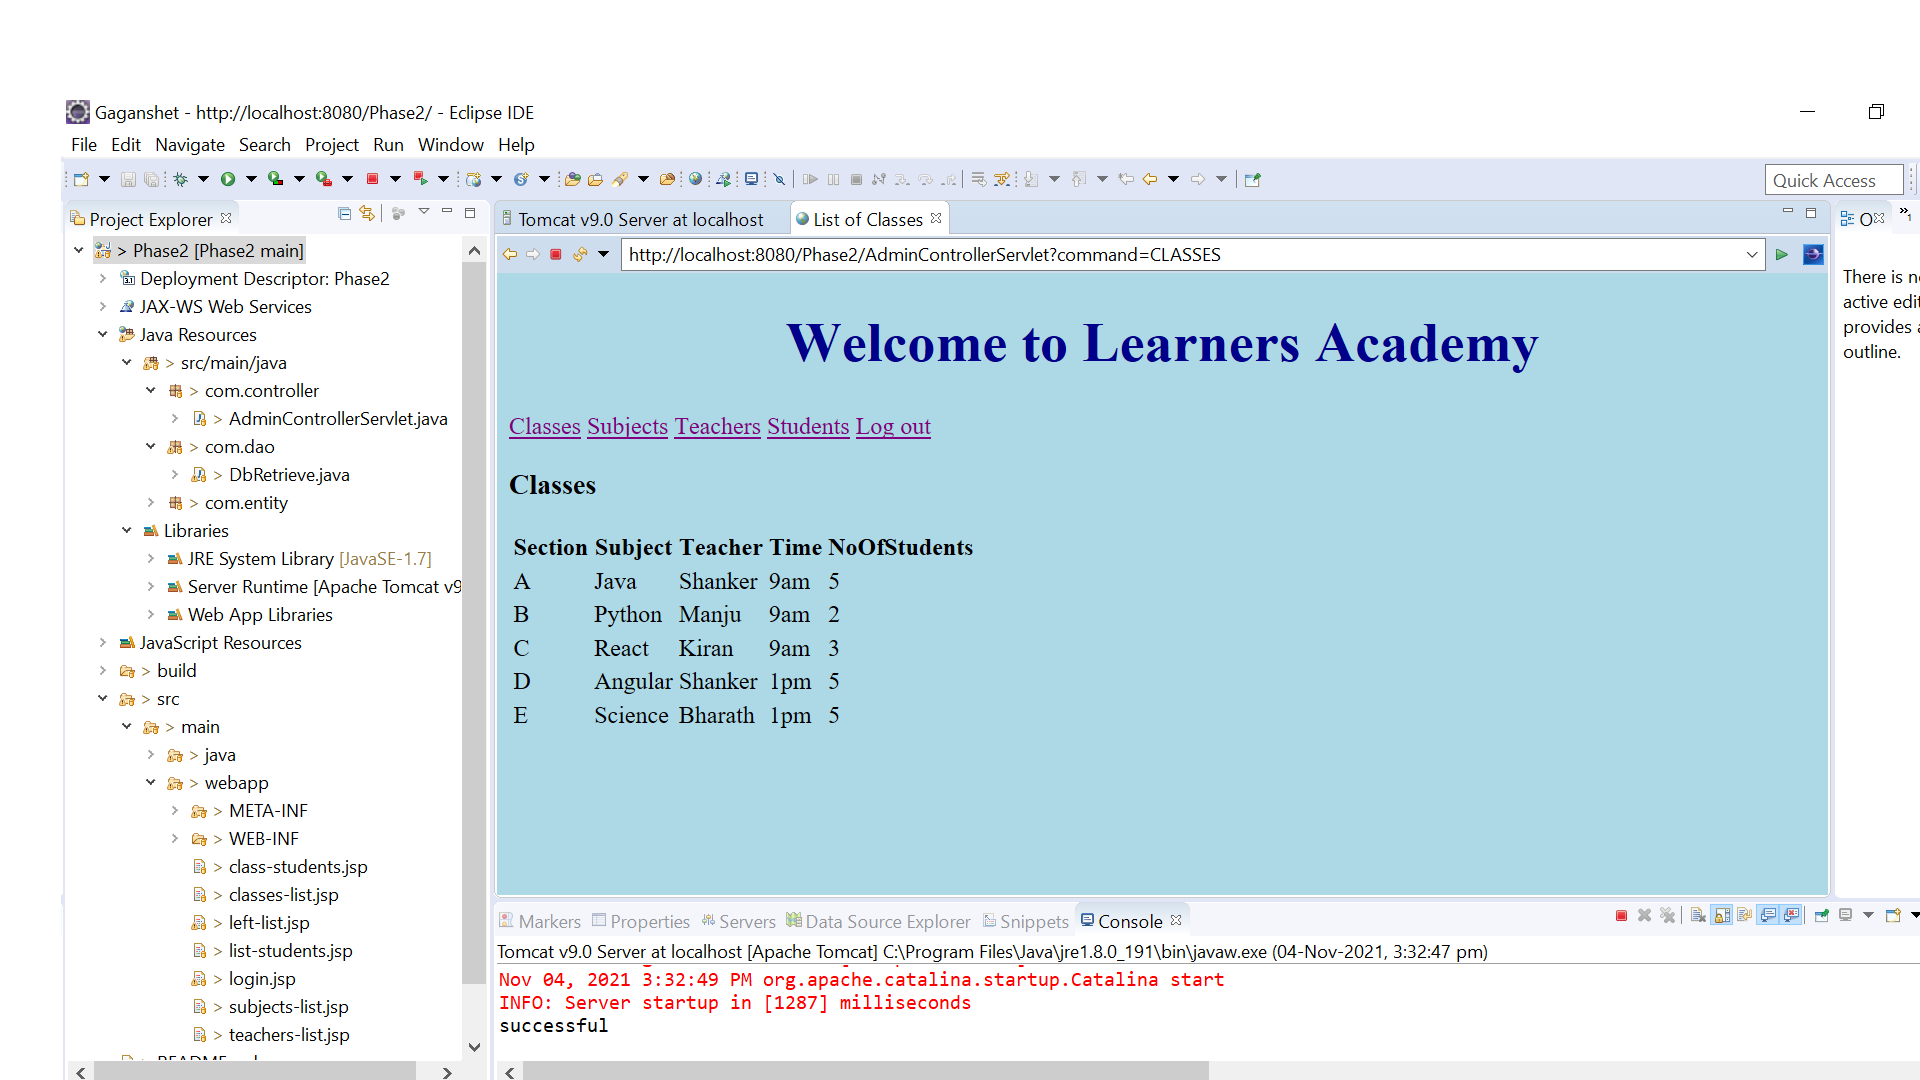 Gaganshet - http://localhost:8080/Phase2/ - Eclipse IDE
File Edit Navigate Search Project Run Window Help
Quick Access
Project Explorer
> Phase2 [Phase2 main]
Deployment Descriptor: Phase2
JAX-WS Web Services
Java Resources
> src/main/java
> com.controller
> AdminControllerServlet.java
> com.dao
> DbRetrieve.java
> com.entity
Libraries
JRE System Library [JavaSE-1.7]
Server Runtime [Apache Tomcat v9
Web App Libraries
JavaScript Resources
> build
> src
> main
> java
> webapp
> META-INF
> WEB-INF
> class-students.jsp
> classes-list.jsp
> left-list.jsp
> list-students.jsp
> login.jsp
> subjects-list.jsp
> teachers-list.jsp
Tomcat v9.0 Server at localhost List of Classes
http://localhost:8080/Phase2/AdminControllerServlet?command=CLASSES
Welcome to Learners Academy
Classes Subjects Teachers Students Log out
Classes
Section Subject Teacher Time NoOfStudents
A Java Shanker 9am 5
B Python Manju 9am 2
C React Kiran 9am 3
D Angular Shanker 1pm 5
E Science Bharath 1pm 5
O
There is
active
provides
outline.
Markers Properties Servers Data Source Explorer Snippets Console
Tomcat v9.0 Server at localhost [Apache Tomcat] C:\Program Files\Java\jre1.8.0_191\bin\javaw.exe (04-Nov-2021, 3:32:47 pm)
Nov 04, 2021 3:32:49 PM org.apache.catalina.startup.Catalina start
INFO: Server startup in [1287] milliseconds
successful